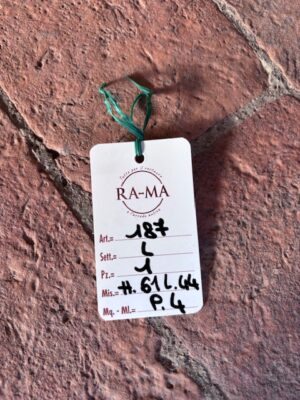 RA-MA
Art.= 187
Sett.= L
Pz.= 1
Mis.= H. 61 L. 44
Mq. - Ml.= P. 4